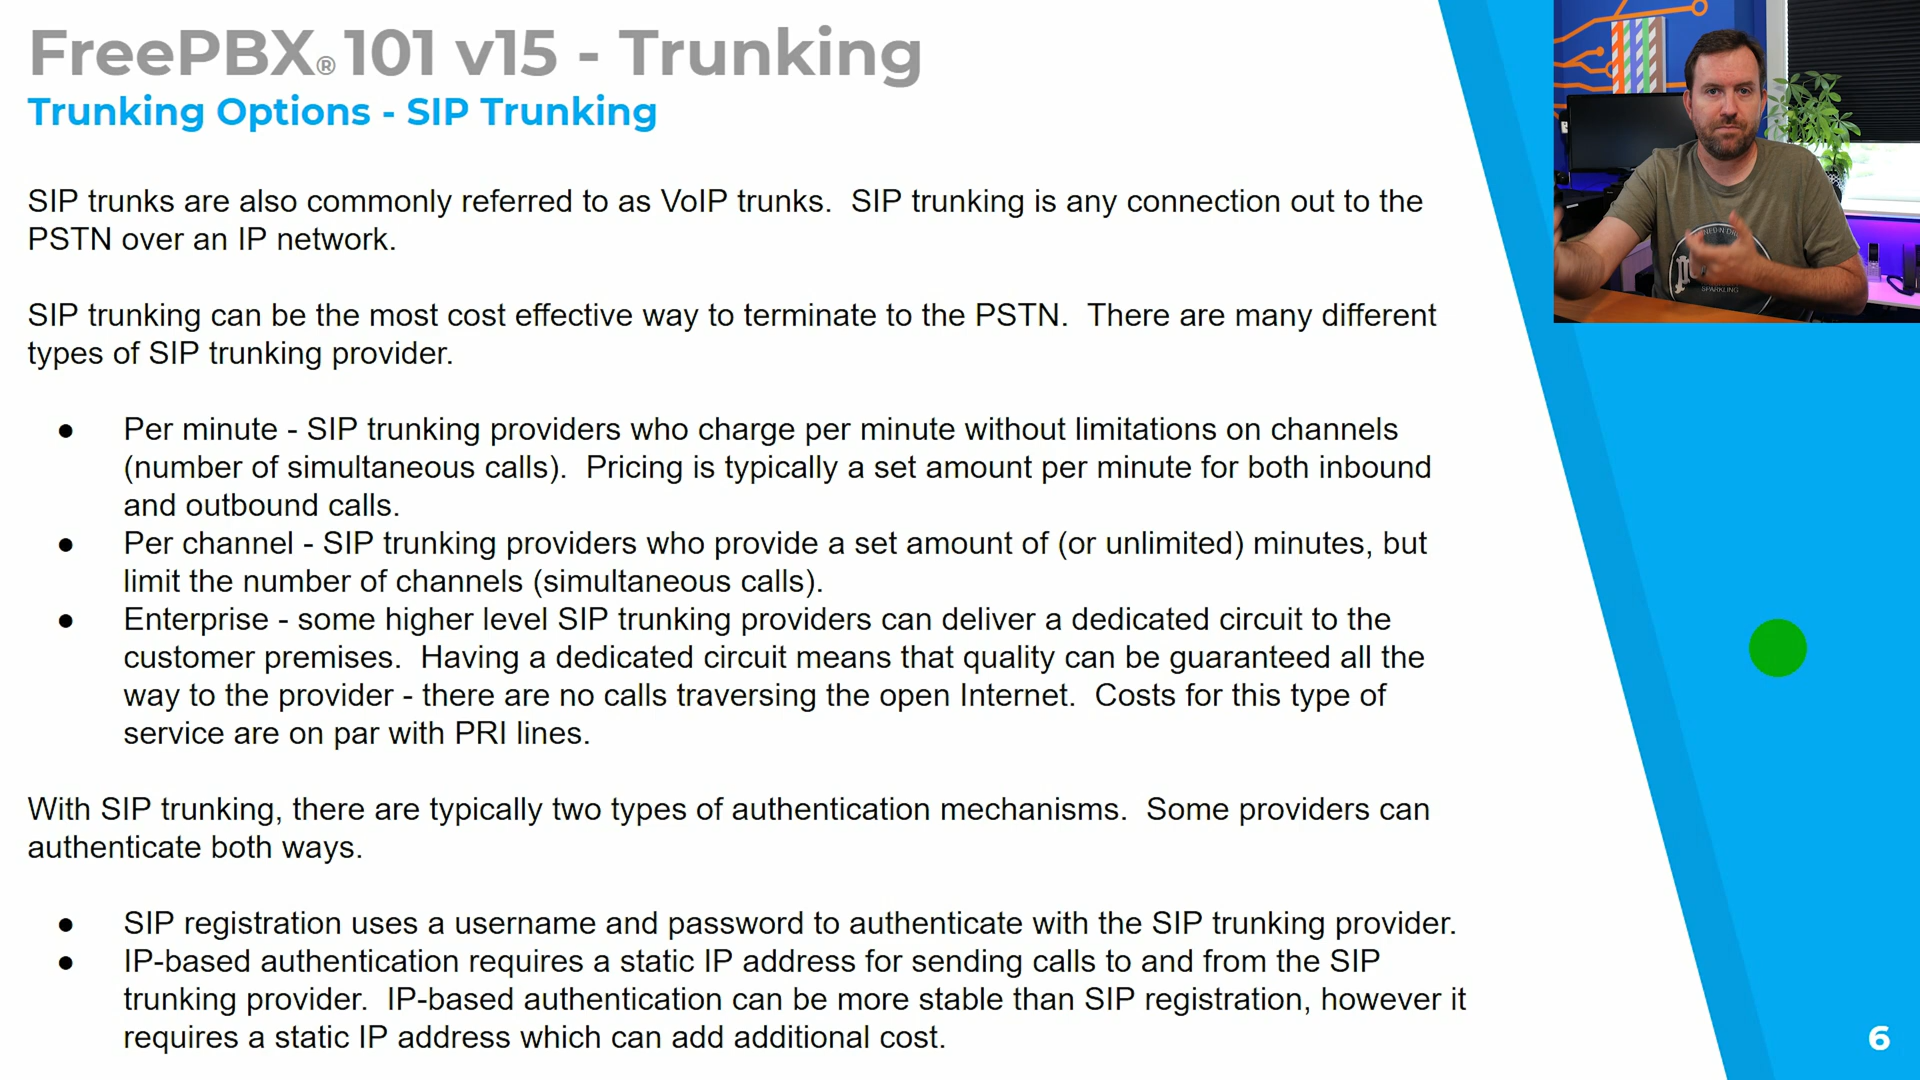 FreePBX® 101 v15 - Trunking
Trunking Options - SIP Trunking
SIP trunks are also commonly referred to as VoIP trunks. SIP trunking is any connection out to the
PSTN over an IP network.
SIP trunking can be the most cost effective way to terminate to the PSTN. There are many different
types of SIP trunking provider.
● Per minute - SIP trunking providers who charge per minute without limitations on channels
(number of simultaneous calls). Pricing is typically a set amount per minute for both inbound
and outbound calls.
● Per channel - SIP trunking providers who provide a set amount of (or unlimited) minutes, but
limit the number of channels (simultaneous calls).
● Enterprise - some higher level SIP trunking providers can deliver a dedicated circuit to the
customer premises. Having a dedicated circuit means that quality can be guaranteed all the
way to the provider - there are no calls traversing the open Internet. Costs for this type of
service are on par with PRI lines.
With SIP trunking, there are typically two types of authentication mechanisms. Some providers can
authenticate both ways.
● SIP registration uses a username and password to authenticate with the SIP trunking provider.
● IP-based authentication requires a static IP address for sending calls to and from the SIP
trunking provider. IP-based authentication can be more stable than SIP registration, however it
requires a static IP address which can add additional cost.
6
SPARKLING